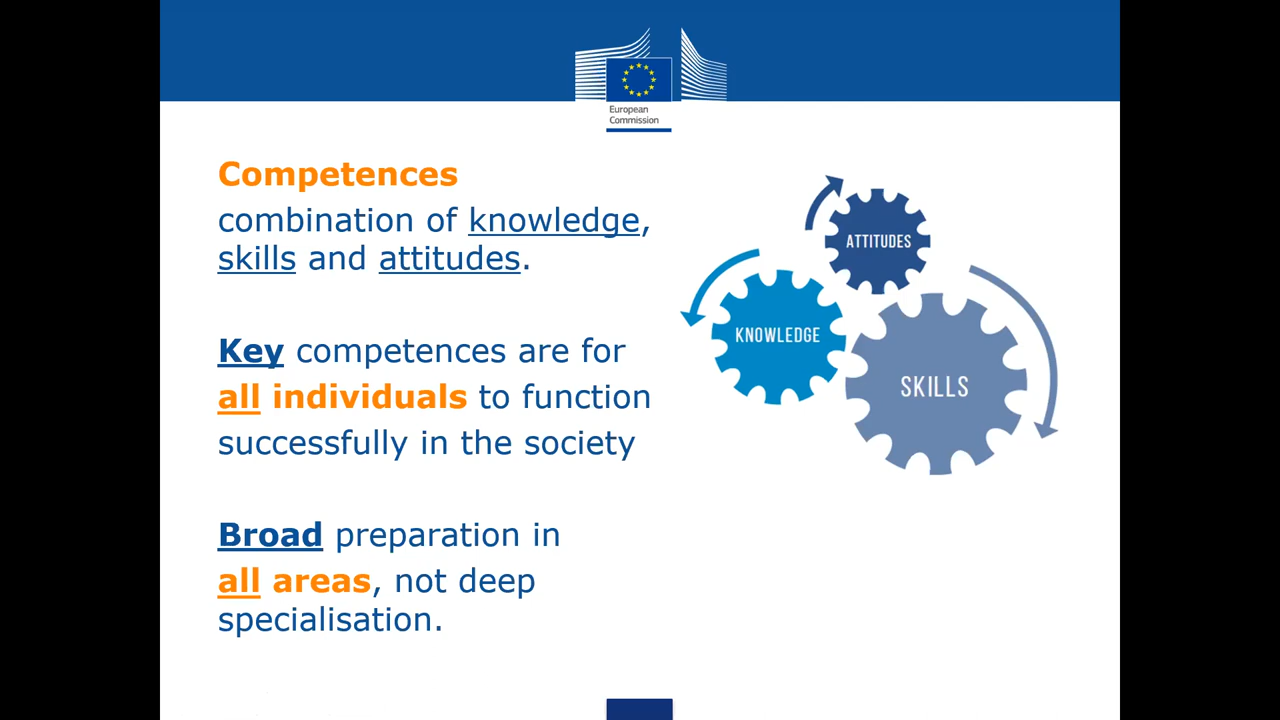 European
Commission
Competences
combination of knowledge,
skills and attitudes.
Key competences are for
all individuals to function
successfully in the society
Broad preparation in
all areas, not deep
specialisation.
ATTITUDES
KNOWLEDGE
SKILLS